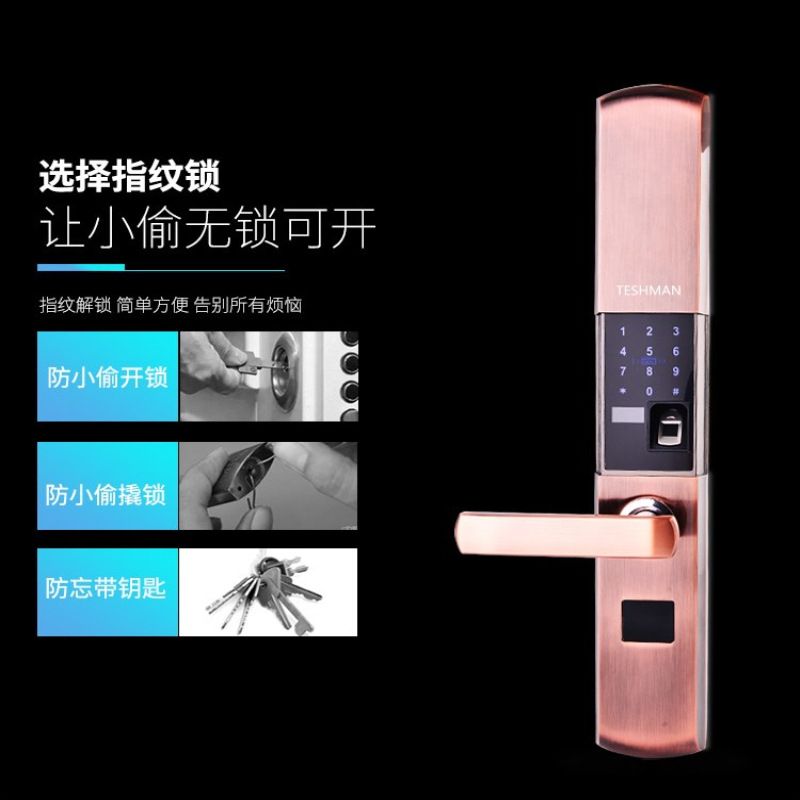 选择指纹锁
让小偷无锁可开
指纹解锁 简单方便 告别所有烦恼
防小偷开锁
防小偷撬锁
防忘带钥匙
TESHMAN
1 2 3
4 5 6
7 8 9
* 0 #